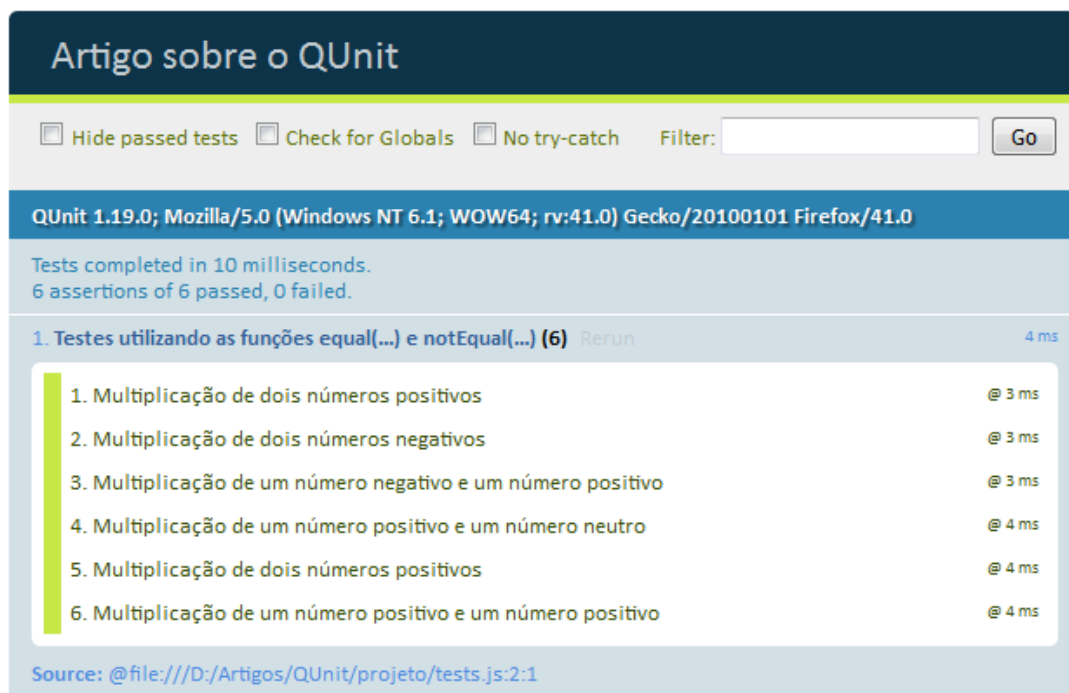 Artigo sobre o QUnit
Hide passed tests Check for Globals No try-catch Filter: Go
QUnit 1.19.0; Mozilla/5.0 (Windows NT 6.1; WOW64; rv:41.0) Gecko/20100101 Firefox/41.0
Tests completed in 10 milliseconds.
6 assertions of 6 passed, 0 failed.
1. Testes utilizando as funções equal(...) e notEqual(...) (6) Rerun 4 ms
1. Multiplicação de dois números positivos @ 3 ms
2. Multiplicação de dois números negativos @ 3 ms
3. Multiplicação de um número negativo e um número positivo @ 3 ms
4. Multiplicação de um número positivo e um número neutro @ 4 ms
5. Multiplicação de dois números positivos @ 4 ms
6. Multiplicação de um número positivo e um número positivo @ 4 ms
Source: @file:///D:/Artigos/QUnit/projeto/tests.js:2:1